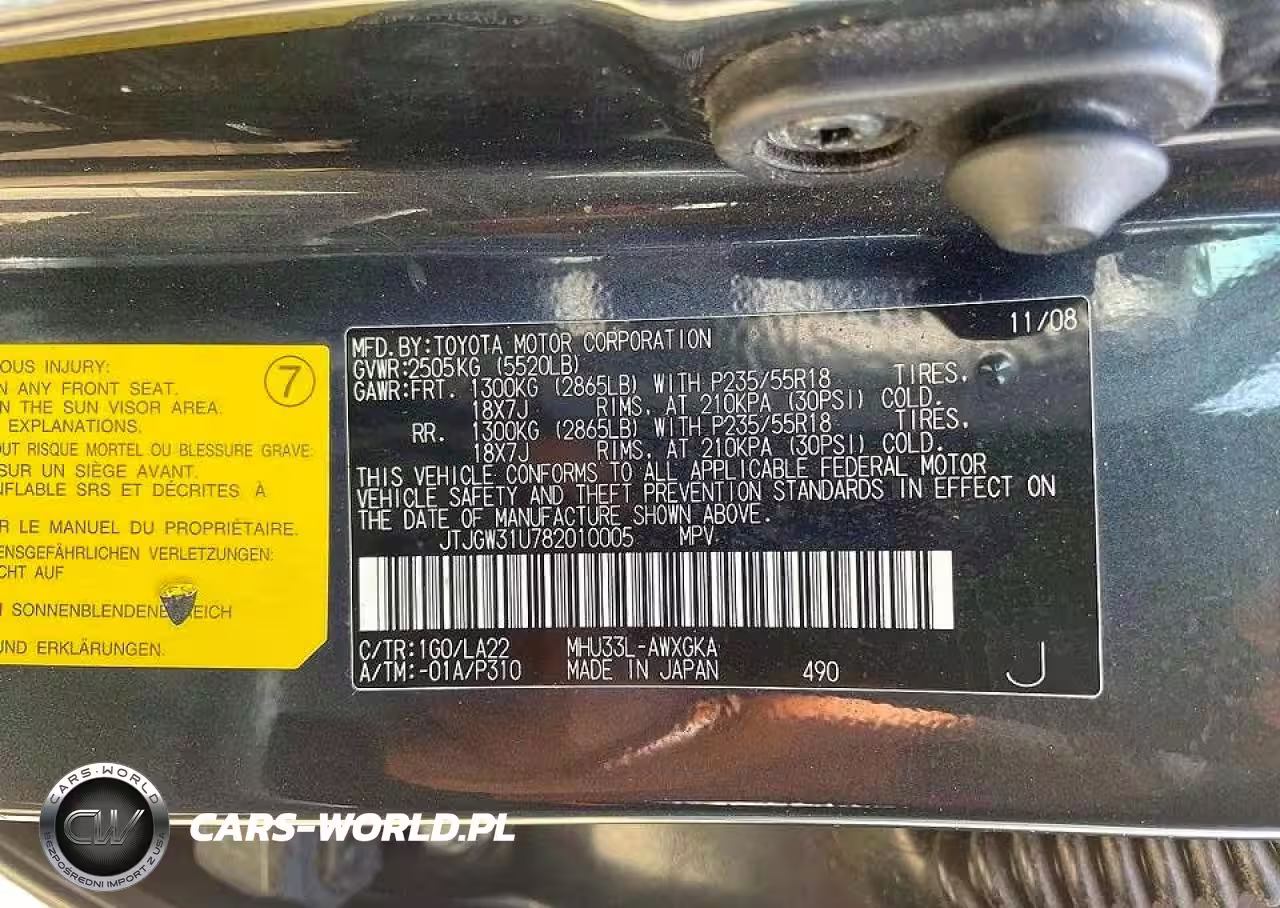 OUS INJURY:
7
N ANY FRONT SEAT.
N THE SUN VISOR AREA.
EXPLANATIONS.
OUT RISQUE MORTEL OU BLESSURE GRAVE:
SUR UN SIÈGE AVANT.
NFLABLE SRS ET DÉCRITES À
R LE MANUEL DU PROPRIÉTAIRE.
ENSGEFÄHRLICHEN VERLETZUNGEN:
CHT AUF
SONNENBLENDENBEREICH
UND ERKLÄRUNGEN.
11/08
MFD.BY:TOYOTA MOTOR CORPORATION
GVWR:2505KG (5520LB)
GAWR:FRT. 1300KG (2865LB) WITH P235/55R18 TIRES,
18X7J RIMS, AT 210KPA (30PSI) COLD.
RR. 1300KG (2865LB) WITH P235/55R18 TIRES,
18X7J RIMS, AT 210KPA (30PSI) COLD.
THIS VEHICLE CONFORMS TO ALL APPLICABLE FEDERAL MOTOR
VEHICLE SAFETY AND THEFT PREVENTION STANDARDS IN EFFECT ON
THE DATE OF MANUFACTURE SHOWN ABOVE.
JTJGW31U782010005 MPV
C/TR:1G0/LA22 MHU33L-AWXGKA
A/TM:-01A/P310 MADE IN JAPAN 490 J
CARS-WORLD
CW
BEZPOŚREDNI IMPORT Z USA
CARS-WORLD.PL